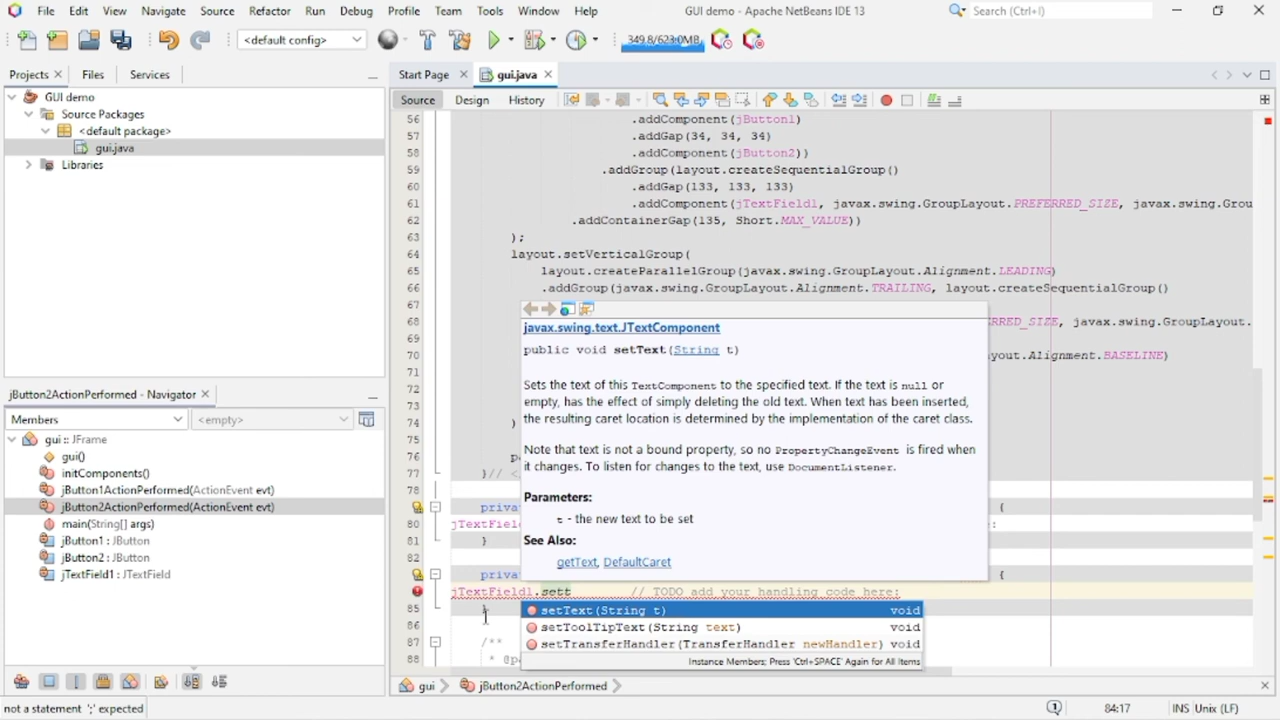 File Edit View Navigate Source Refactor Run Debug Profile Team Tools Window Help GUI demo - Apache NetBeans IDE 13 Search (Ctrl+I)
<default config> 349.8/623.0MB
Projects Files Services
GUI demo
Source Packages
<default package>
gui.java
Libraries
jButton2ActionPerformed - Navigator
Members <empty>
gui :: JFrame
gui()
initComponents()
jButton1ActionPerformed(ActionEvent evt)
jButton2ActionPerformed(ActionEvent evt)
main(String[] args)
jButton1 : JButton
jButton2 : JButton
jTextField1 : JTextField
Start Page gui.java
Source Design History
56 .addComponent(jButton1)
57 .addGap(34, 34, 34)
58 .addComponent(jButton2))
59 .addGroup(layout.createSequentialGroup()
60 .addGap(133, 133, 133)
61 .addComponent(jTextField1, javax.swing.GroupLayout.PREFERRED_SIZE, javax.swing.Grou
62 .addContainerGap(135, Short.MAX_VALUE))
63 );
64 layout.setVerticalGroup(
65 layout.createParallelGroup(javax.swing.GroupLayout.Alignment.LEADING)
66 .addGroup(javax.swing.GroupLayout.Alignment.TRAILING, layout.createSequentialGroup()
67
68 RRED_SIZE, javax.swing.GroupLayout.
69
70 yout.Alignment.BASELINE)
71
72
73
74 )
75
76 p
77 }// <
78
priva {
80 jTextFiel :
81 }
82
priva {
jTextField1.sett // TODO add your handling code here:
85 }
86
87 /**
88 * @pa
javax.swing.text.JTextComponent
public void setText(String t)
Sets the text of this TextComponent to the specified text. If the text is null or
empty, has the effect of simply deleting the old text. When text has been inserted,
the resulting caret location is determined by the implementation of the caret class.
Note that text is not a bound property, so no PropertyChangeEvent is fired when
it changes. To listen for changes to the text, use DocumentListener.
Parameters:
t - the new text to be set
See Also:
getText, DefaultCaret
setText(String t) void
setToolTipText(String text) void
setTransferHandler(TransferHandler newHandler) void
Instance Members; Press 'Ctrl+SPACE' Again for All Items
gui jButton2ActionPerformed
not a statement ';' expected 1 84:17 INS Unix (LF)